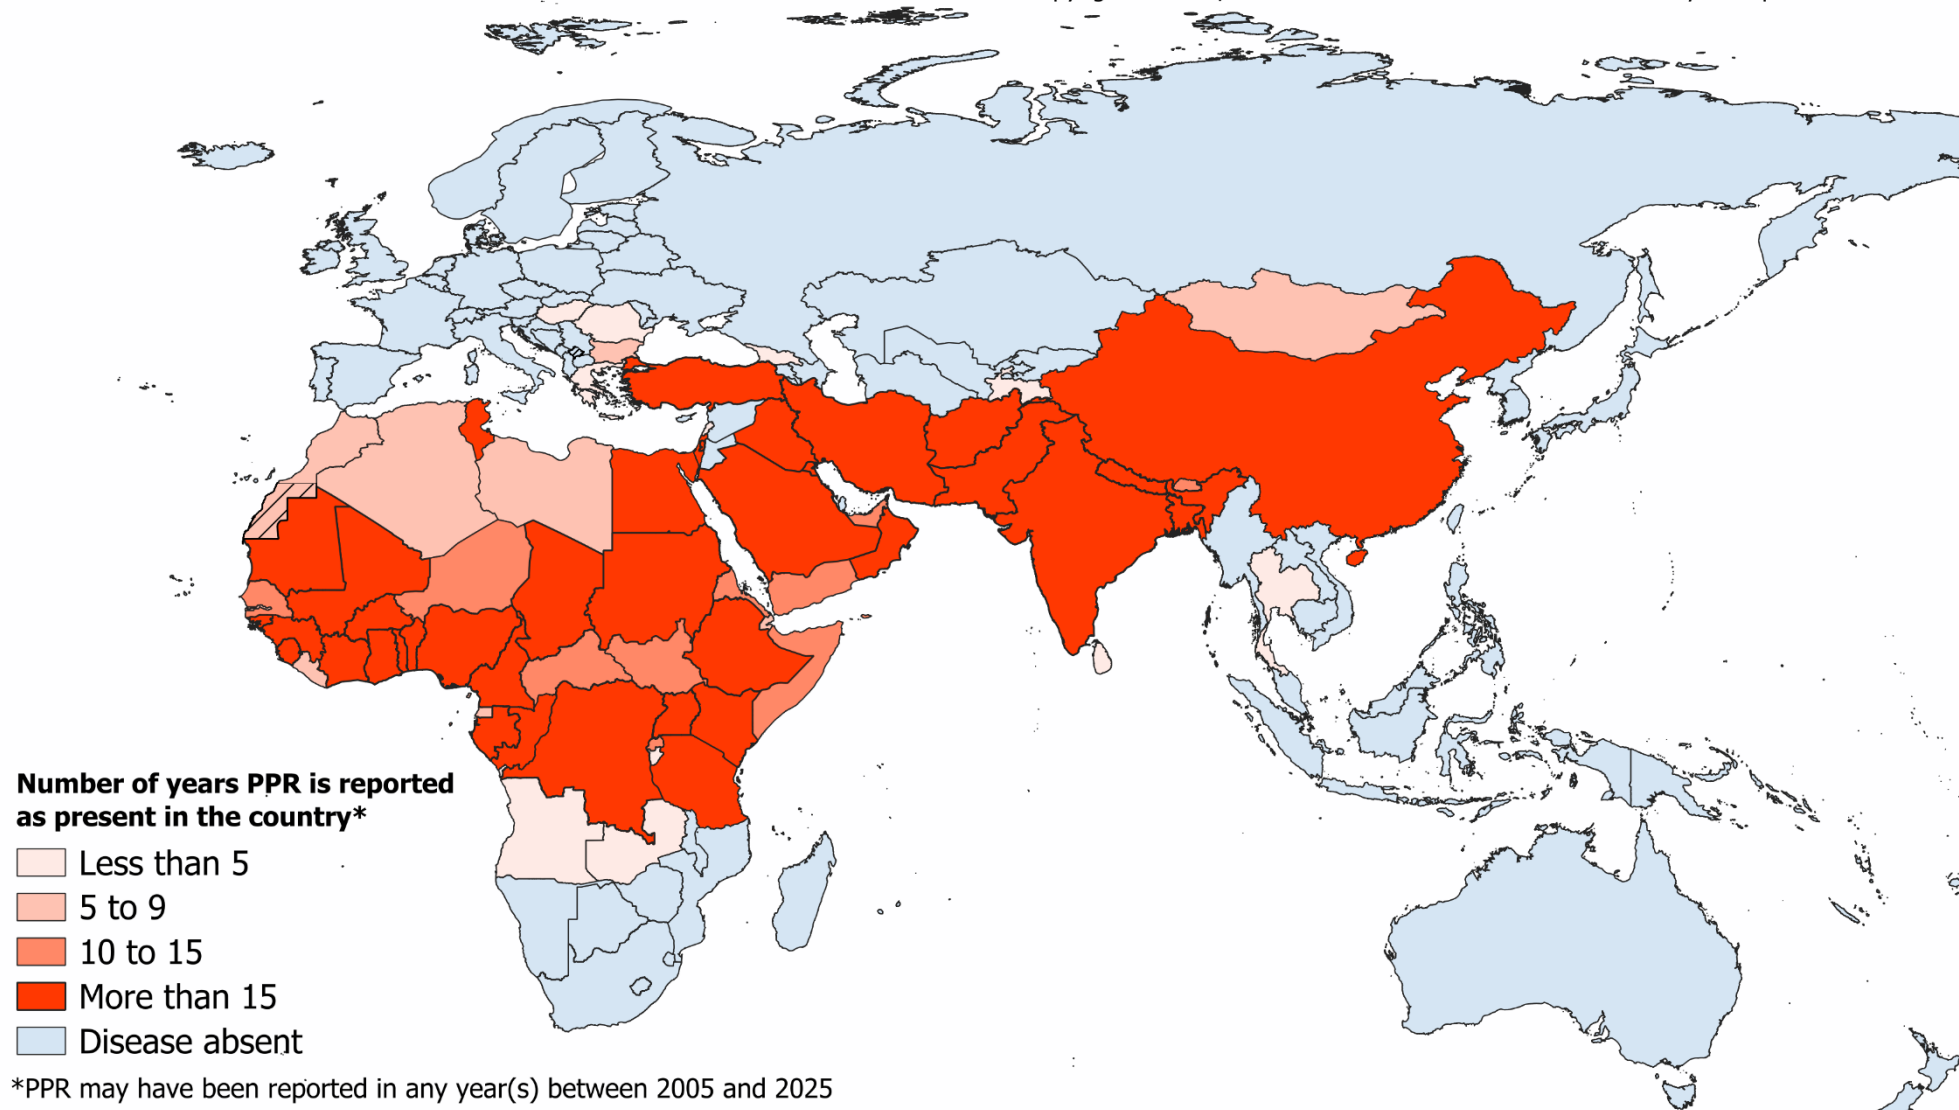 Number of years PPR is reported
as present in the country*
Less than 5
5 to 9
10 to 15
More than 15
Disease absent
*PPR may have been reported in any year(s) between 2005 and 2025